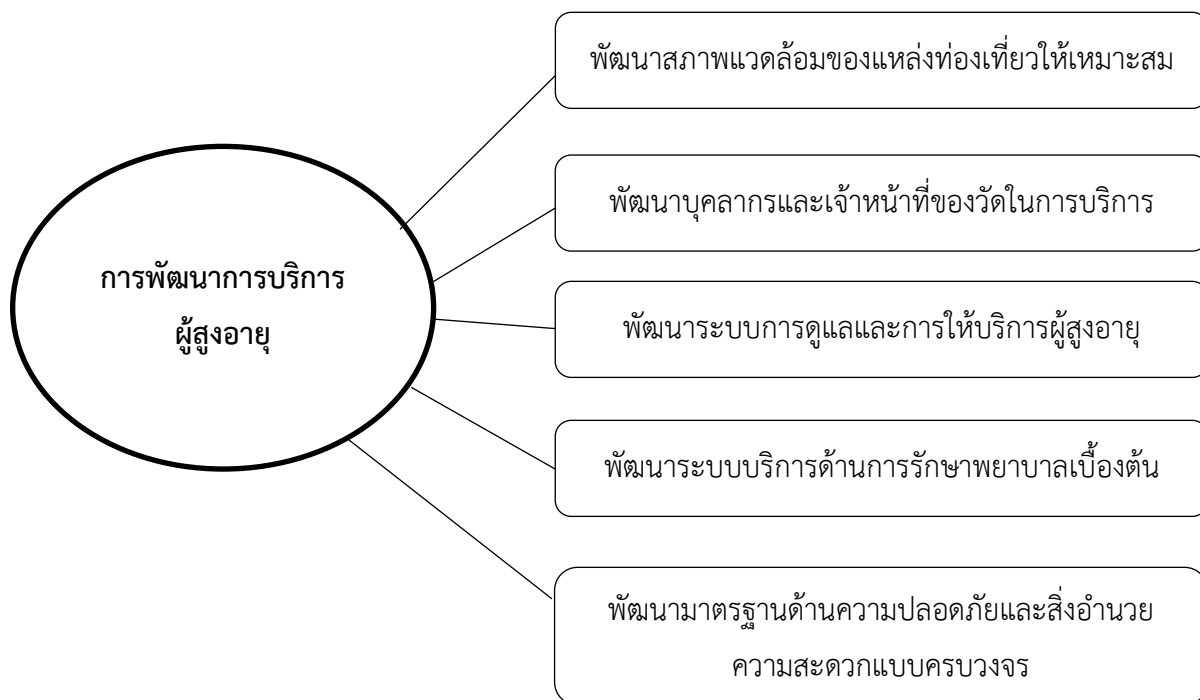 พัฒนาสภาพแวดล้อมของแหล่งท่องเที่ยวให้เหมาะสม
พัฒนาบุคลากรและเจ้าหน้าที่ของวัดในการบริการ
การพัฒนาการบริการ
ผู้สูงอายุ
พัฒนาระบบการดูแลและการให้บริการผู้สูงอายุ
พัฒนาระบบบริการด้านการรักษาพยาบาลเบื้องต้น
พัฒนามาตรฐานด้านความปลอดภัยและสิ่งอำนวย
ความสะดวกแบบครบวงจร